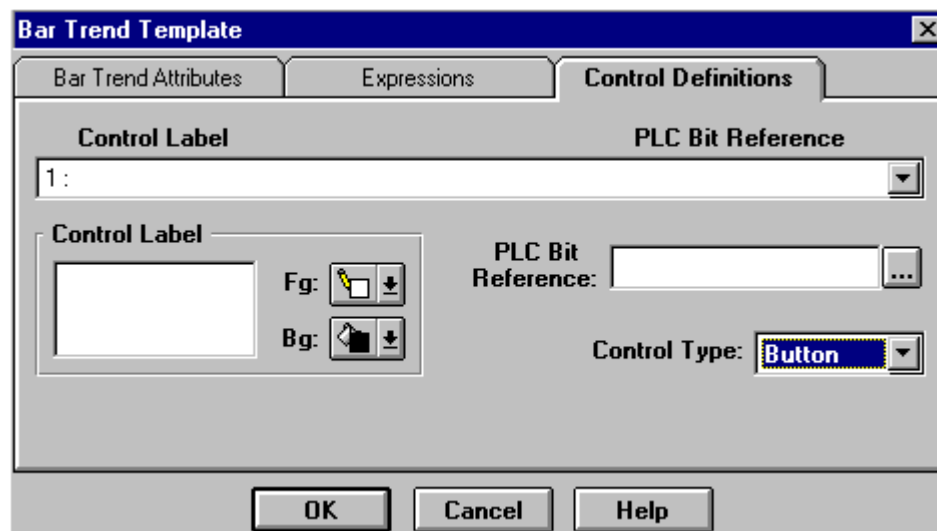 Bar Trend Template
Bar Trend Attributes Expressions Control Definitions
Control Label PLC Bit Reference
1 :
Control Label
PLC Bit
Reference:
...
Fg:
Bg:
Control Type: Button
OK Cancel Help